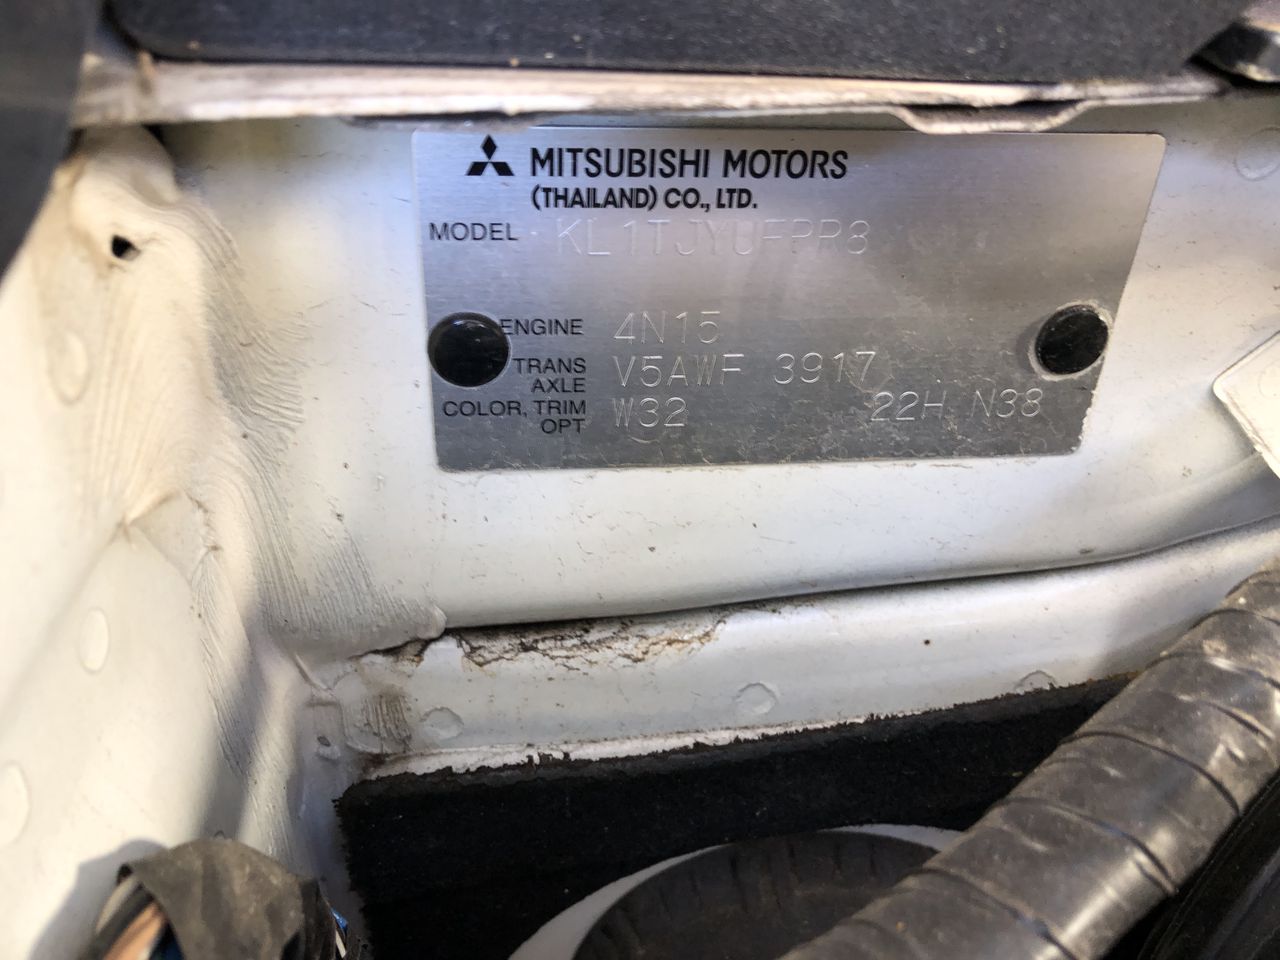 MITSUBISHI MOTORS
(THAILAND) CO., LTD.
MODEL KL1TJYUFPR8
ENGINE 4N15
TRANS AXLE V5AWF 3917
COLOR, TRIM OPT W32 22H N38